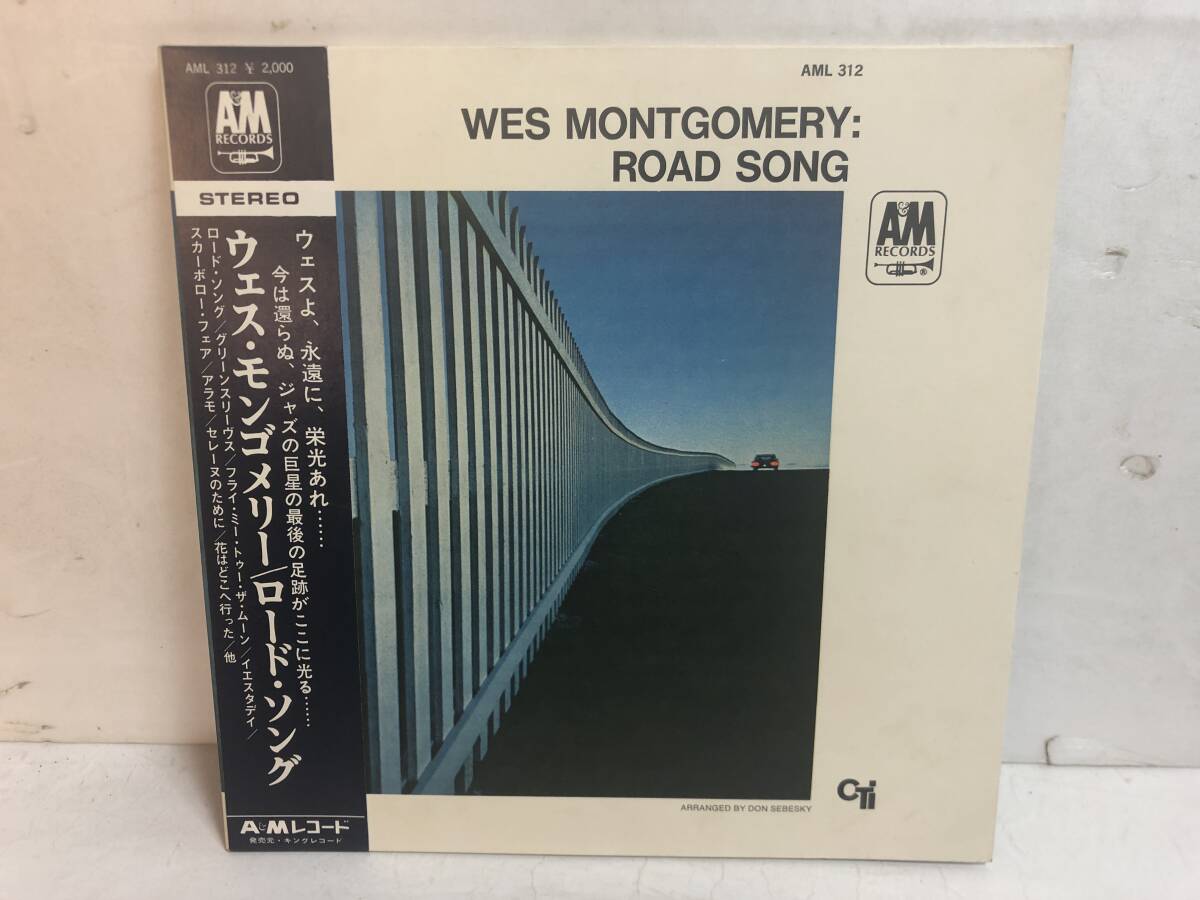 AML 312 ¥ 2,000
A&M
RECORDS
STEREO
ウェスよ、永遠に、栄光あれ……
今は還らぬ、ジャズの巨星の最後の足跡がここに光る……
ウェス・モンゴメリー/ロード・ソング
ロード・ソング/グリーンスリーヴス/フライ・ミー・トゥー・ザ・ムーン/イエスタデイ/
スカーボロー・フェア/アラモ/セレーヌのために/花はどこへ行った/他
A&Mレコード
発売元・キングレコード
AML 312
WES MONTGOMERY:
ROAD SONG
A&M
RECORDS
®
ARRANGED BY DON SEBESKY
CTi